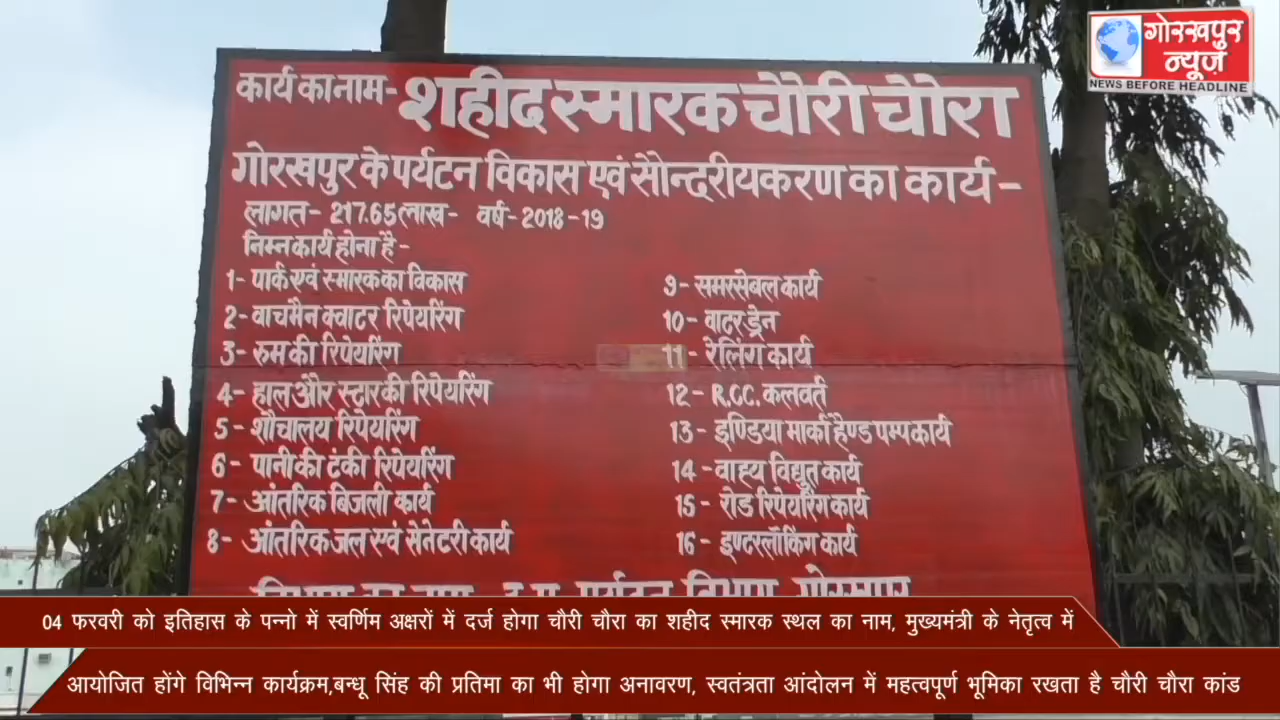 गोरखपुर
न्यूज़
NEWS BEFORE HEADLINE
कार्य का नाम- शहीद स्मारक चौरी चौरा
गोरखपुर के पर्यटन विकास एवं सौन्दरीयकरण का कार्य-
लागत- 217.65 लाख- वर्ष- 2018-19
निम्न कार्य होना है-
1- पार्क एवं स्मारक का विकास
2- वाचमैन क्वाटर रिपेयरिंग
3- रुम की रिपेयरिंग
4- हाल और स्टार की रिपेयरिंग
5- शौचालय रिपेयरिंग
6- पानी की टंकी रिपेयरिंग
7- आंतरिक बिजली कार्य
8- आंतरिक जल एवं सेनेटरी कार्य
9- समरसेबल कार्य
10- वाटर ड्रेन
11- रेलिंग कार्य
12- R.CC. कलवर्ट
13- इण्डिया मार्का हैण्ड पम्प कार्य
14- वाह्य विद्युत कार्य
15- रोड रिपेयरिंग कार्य
16- इण्टरलॉकिंग कार्य
पर्यटन विभाग गोरखपुर
04 फरवरी को इतिहास के पन्नो में स्वर्णिम अक्षरों में दर्ज होगा चौरी चौरा का शहीद स्मारक स्थल का नाम, मुख्यमंत्री के नेतृत्व में
आयोजित होंगे विभिन्न कार्यक्रम,बन्धू सिंह की प्रतिमा का भी होगा अनावरण, स्वतंत्रता आंदोलन में महत्वपूर्ण भूमिका रखता है चौरी चौरा कांड